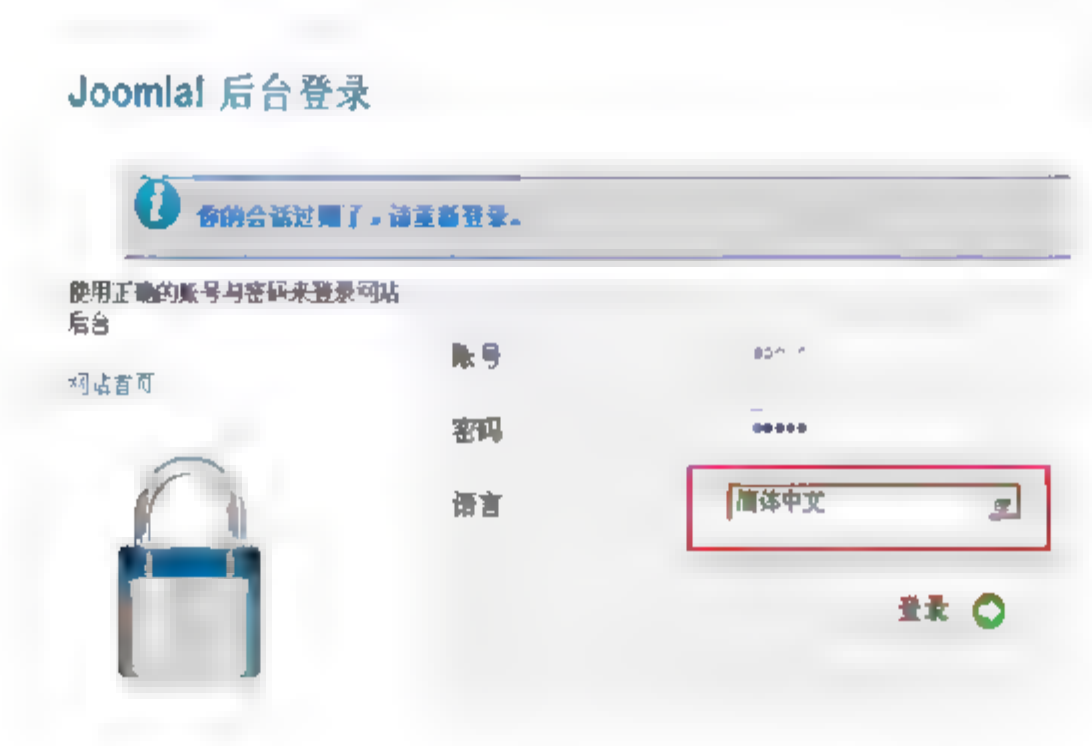 Joomla! 后台登录
你的会话过期了，请重新登录。
使用正确的账号与密码来登录网站
后台
网站首页
账号
密码
•••••
语言
简体中文
登录